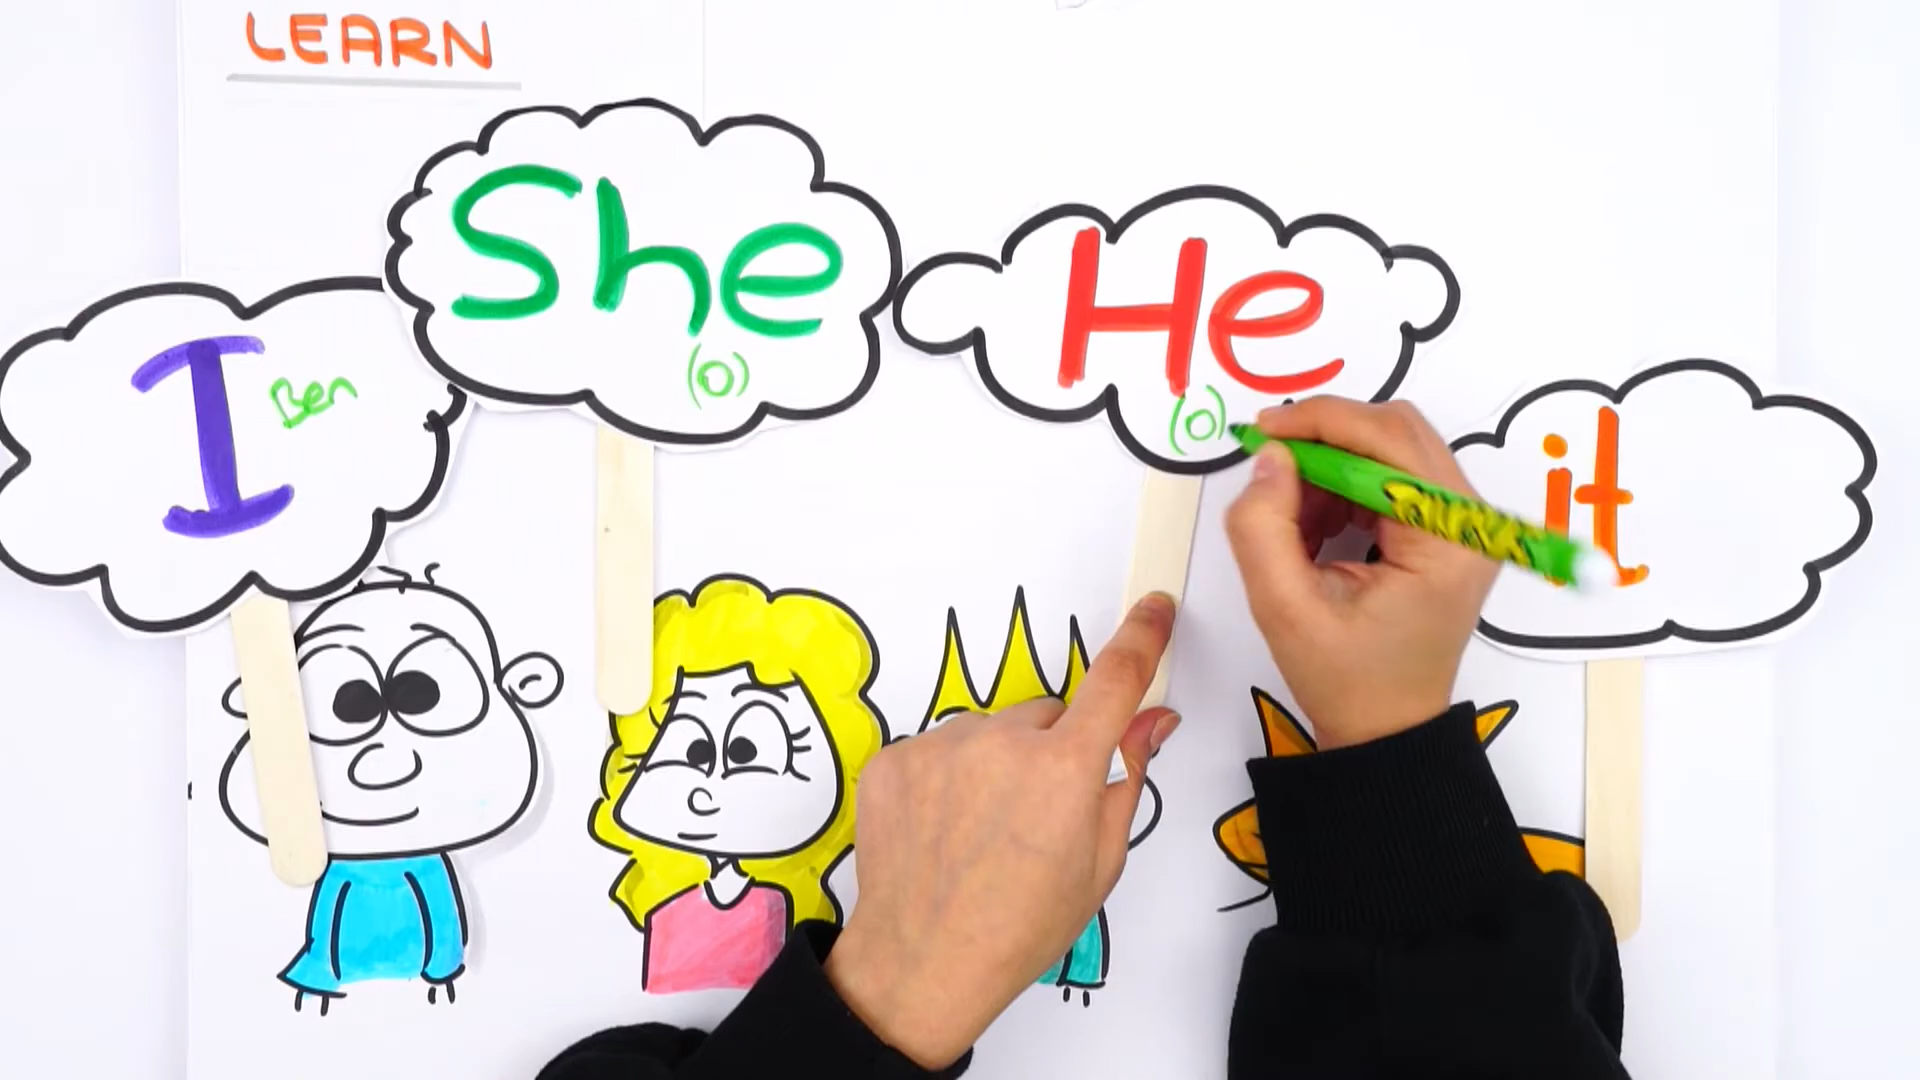 LEARN
I Ben
She
(o)
He
(o)
it